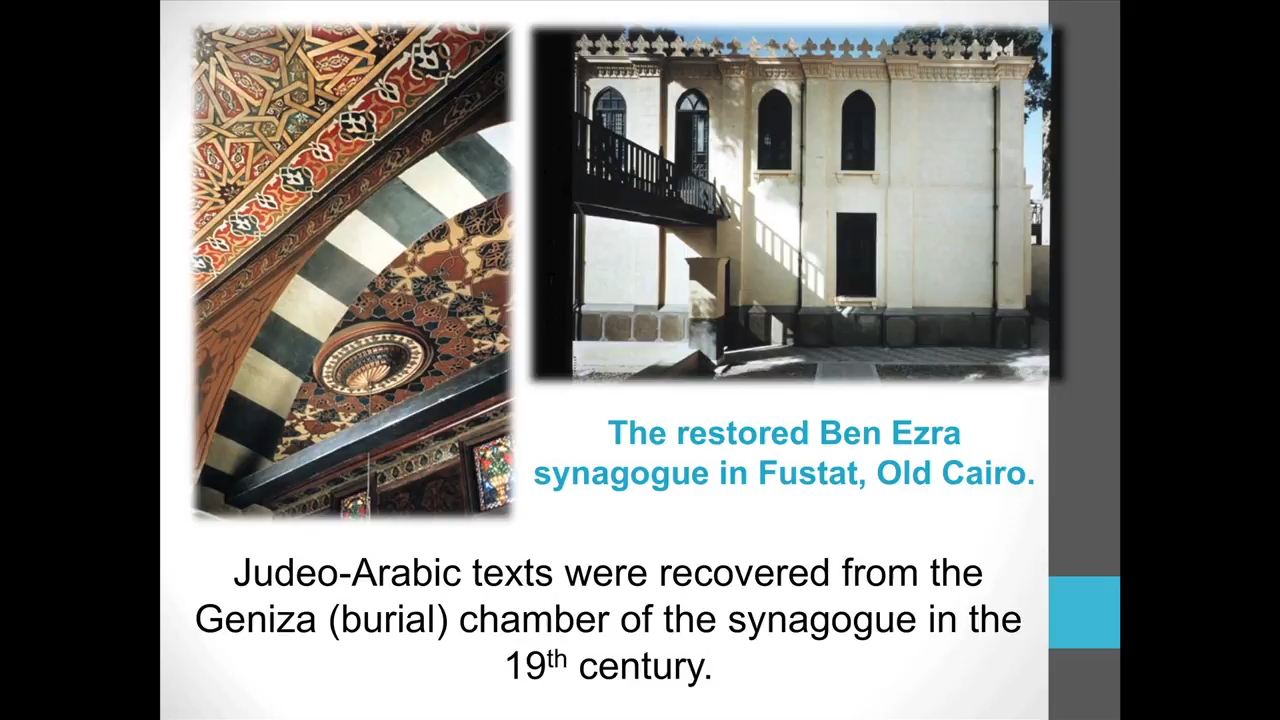 The restored Ben Ezra
synagogue in Fustat, Old Cairo.
Judeo-Arabic texts were recovered from the
Geniza (burial) chamber of the synagogue in the
19th century.